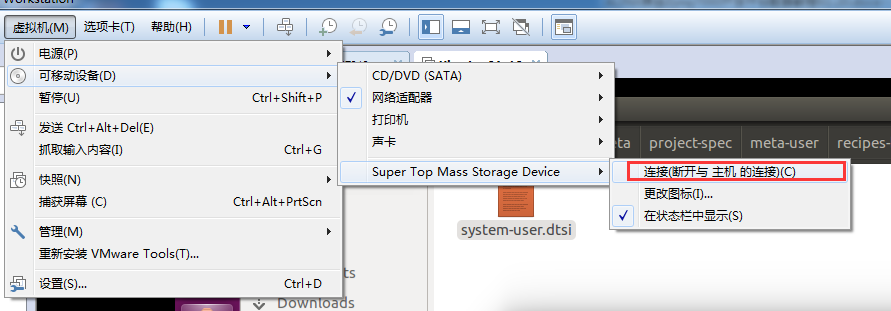 Workstation
虚拟机(M) 选项卡(T) 帮助(H)
电源(P)
可移动设备(D)
暂停(U) Ctrl+Shift+P
发送 Ctrl+Alt+Del(E)
抓取输入内容(I) Ctrl+G
快照(N)
捕获屏幕 (C) Ctrl+Alt+PrtScn
管理(M)
重新安装 VMware Tools(T)...
设置(S)... Ctrl+D
CD/DVD (SATA)
网络适配器
打印机
声卡
Super Top Mass Storage Device
连接(断开与 主机 的连接)(C)
更改图标(I)...
在状态栏中显示(S)
project-spec meta-user recipes-
system-user.dtsi
Downloads